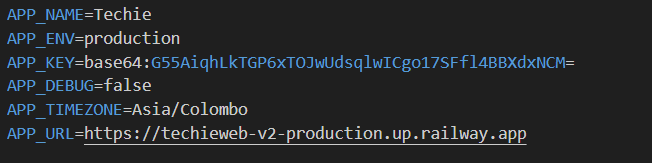 APP_NAME=Techie
APP_ENV=production
APP_KEY=base64:G55AiqhLkTGP6xTOJwUdsqlwICgo17SFfl4BBXdxNCM=
APP_DEBUG=false
APP_TIMEZONE=Asia/Colombo
APP_URL=https://techieweb-v2-production.up.railway.app